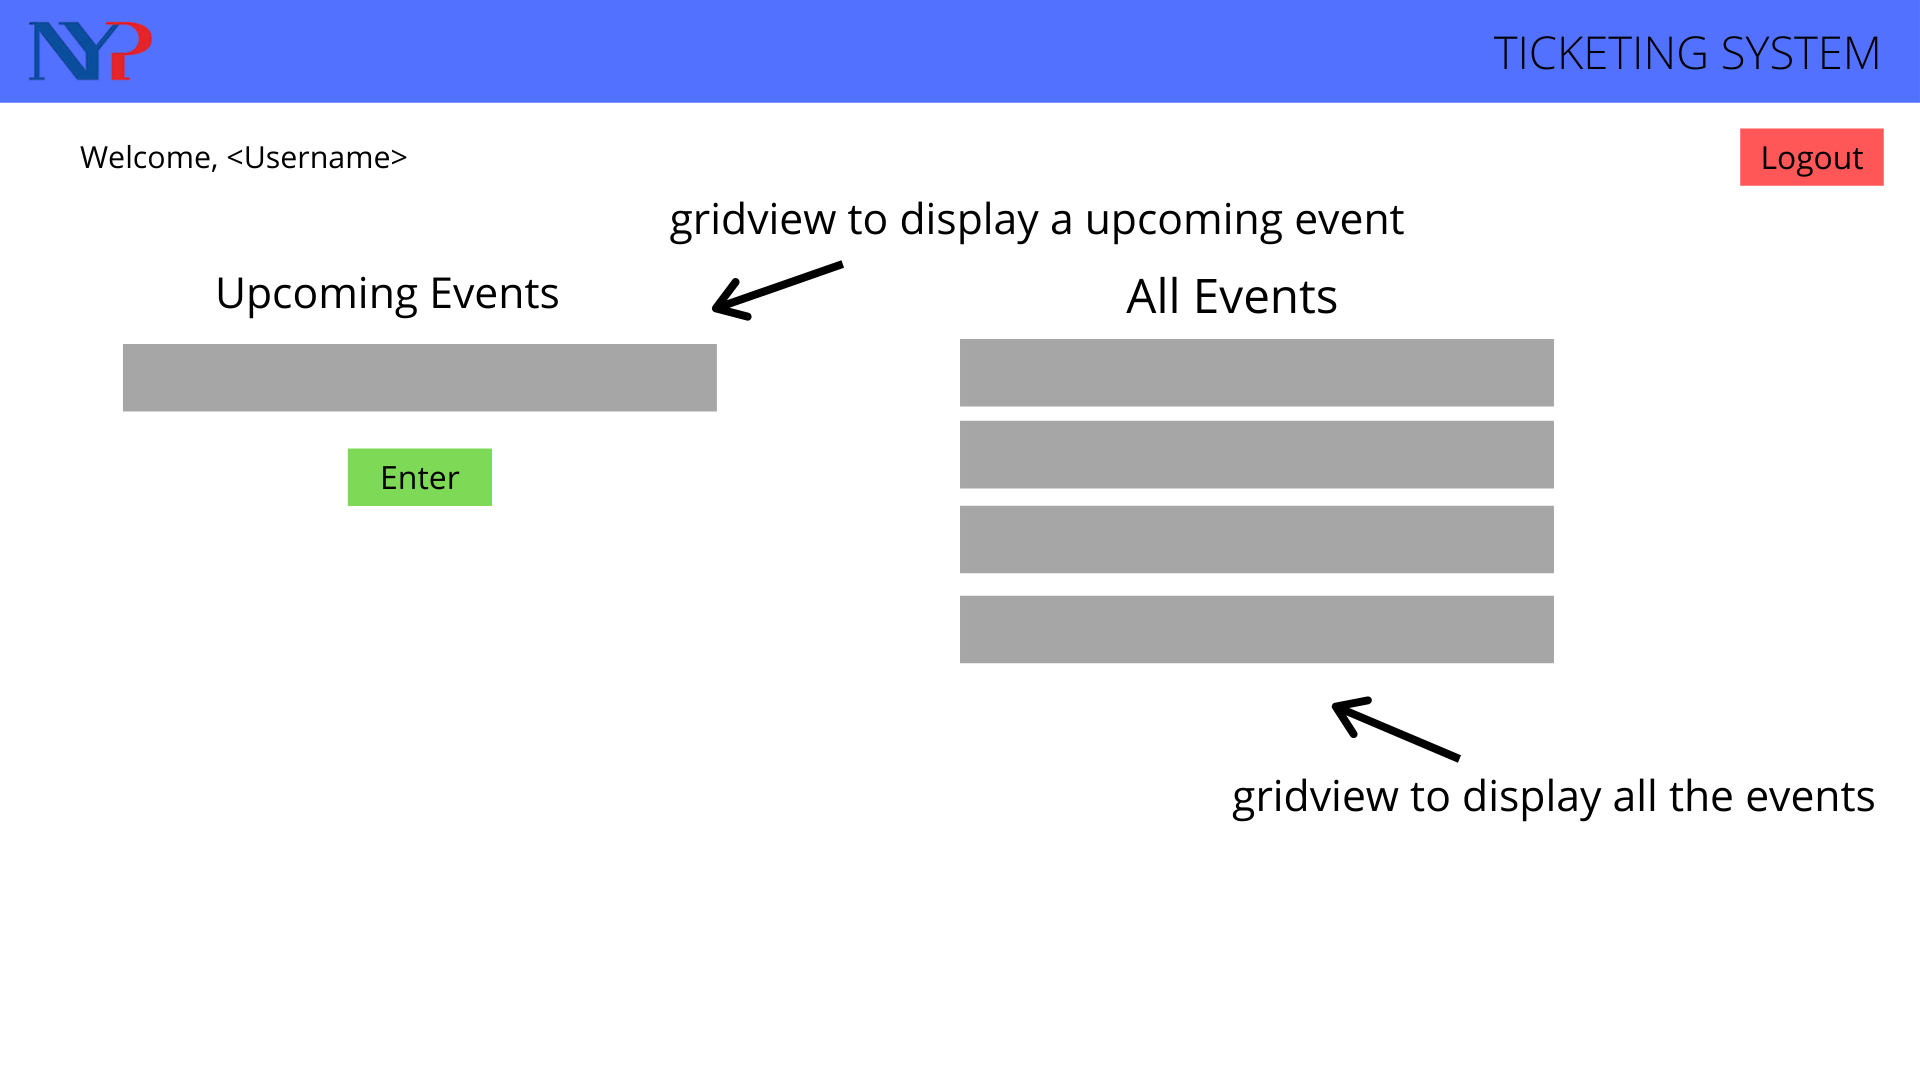 NYP
TICKETING SYSTEM
Welcome, <Username>
Logout
gridview to display a upcoming event
Upcoming Events
All Events
Enter
gridview to display all the events